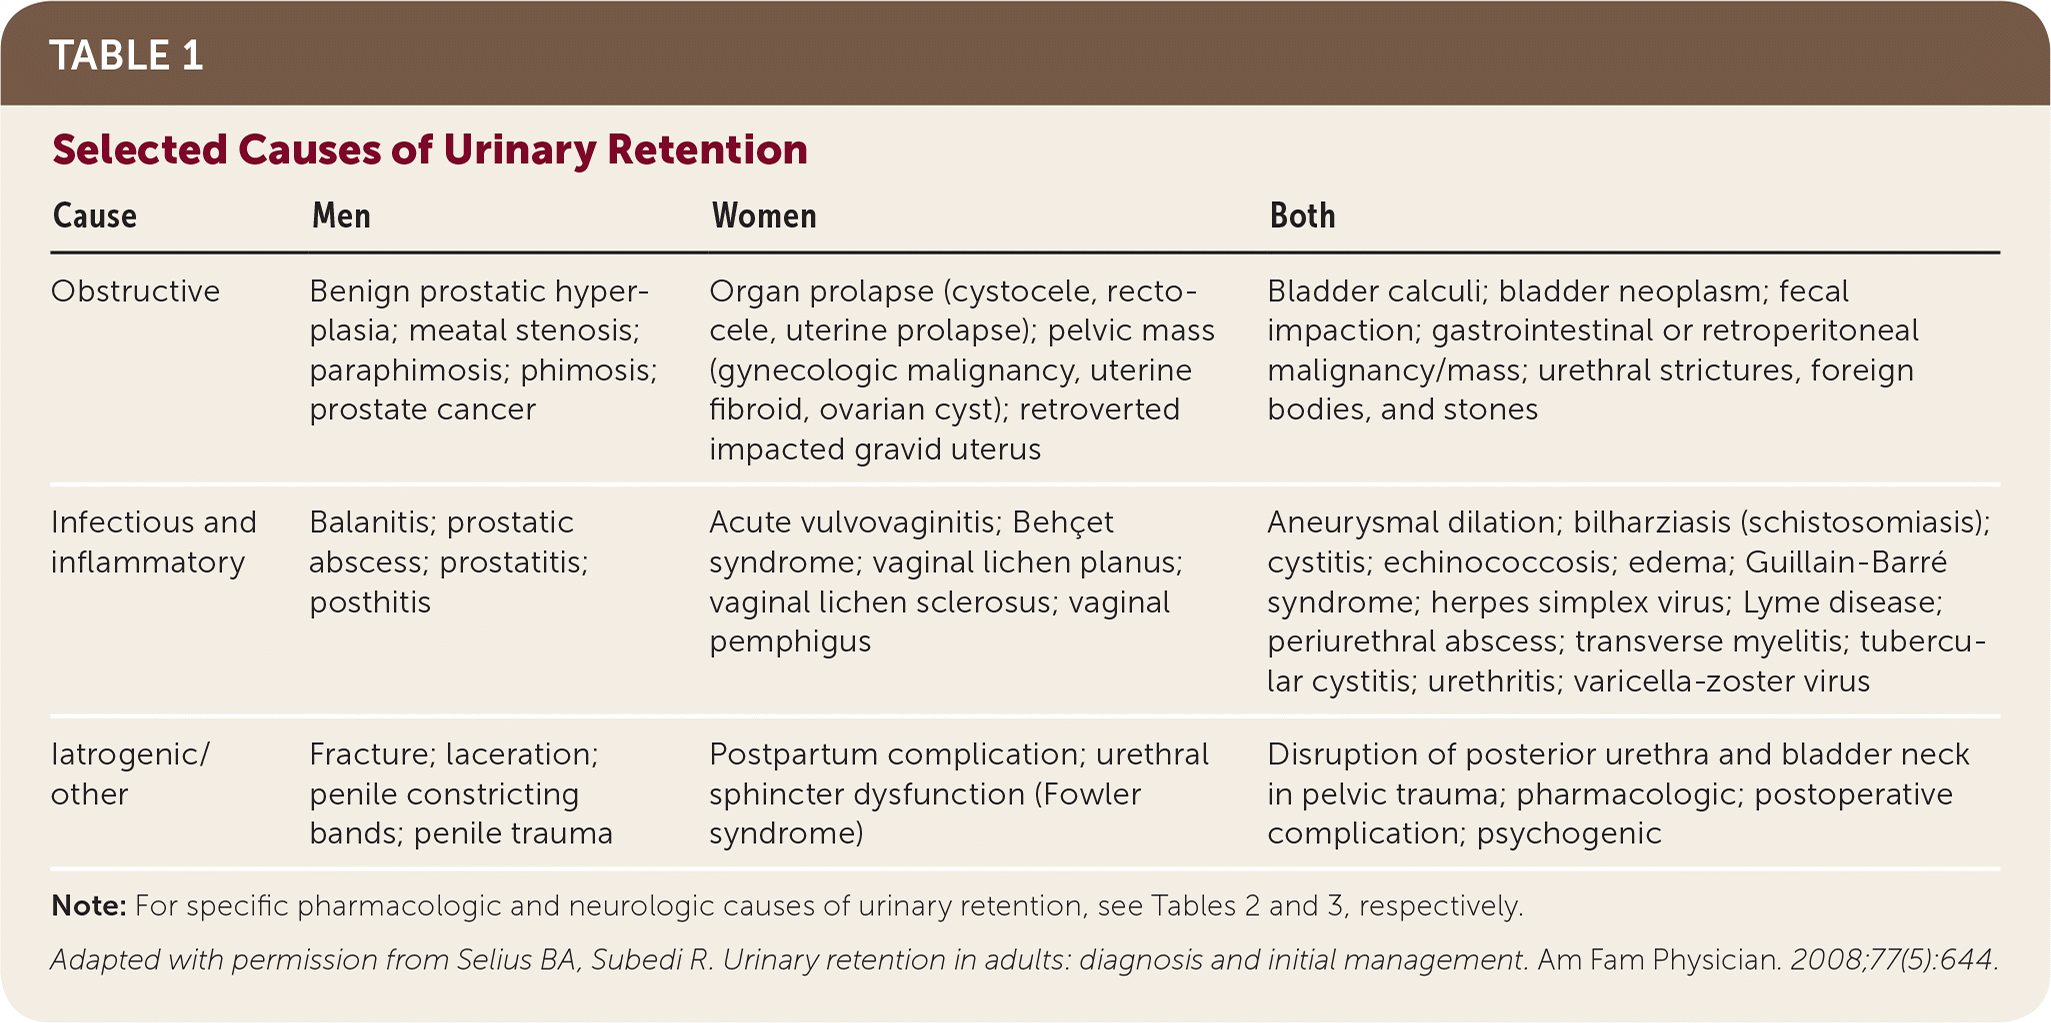 TABLE 1
Selected Causes of Urinary Retention
Cause Men Women Both
Obstructive
Benign prostatic hyper-
plasia; meatal stenosis;
paraphimosis; phimosis;
prostate cancer
Organ prolapse (cystocele, recto-
cele, uterine prolapse); pelvic mass
(gynecologic malignancy, uterine
fibroid, ovarian cyst); retroverted
impacted gravid uterus
Bladder calculi; bladder neoplasm; fecal
impaction; gastrointestinal or retroperitoneal
malignancy/mass; urethral strictures, foreign
bodies, and stones
Infectious and
inflammatory
Balanitis; prostatic
abscess; prostatitis;
posthitis
Acute vulvovaginitis; Behçet
syndrome; vaginal lichen planus;
vaginal lichen sclerosus; vaginal
pemphigus
Aneurysmal dilation; bilharziasis (schistosomiasis);
cystitis; echinococcosis; edema; Guillain-Barré
syndrome; herpes simplex virus; Lyme disease;
periurethral abscess; transverse myelitis; tubercu-
lar cystitis; urethritis; varicella-zoster virus
Iatrogenic/
other
Fracture; laceration;
penile constricting
bands; penile trauma
Postpartum complication; urethral
sphincter dysfunction (Fowler
syndrome)
Disruption of posterior urethra and bladder neck
in pelvic trauma; pharmacologic; postoperative
complication; psychogenic
Note: For specific pharmacologic and neurologic causes of urinary retention, see Tables 2 and 3, respectively.
Adapted with permission from Selius BA, Subedi R. Urinary retention in adults: diagnosis and initial management. Am Fam Physician. 2008;77(5):644.